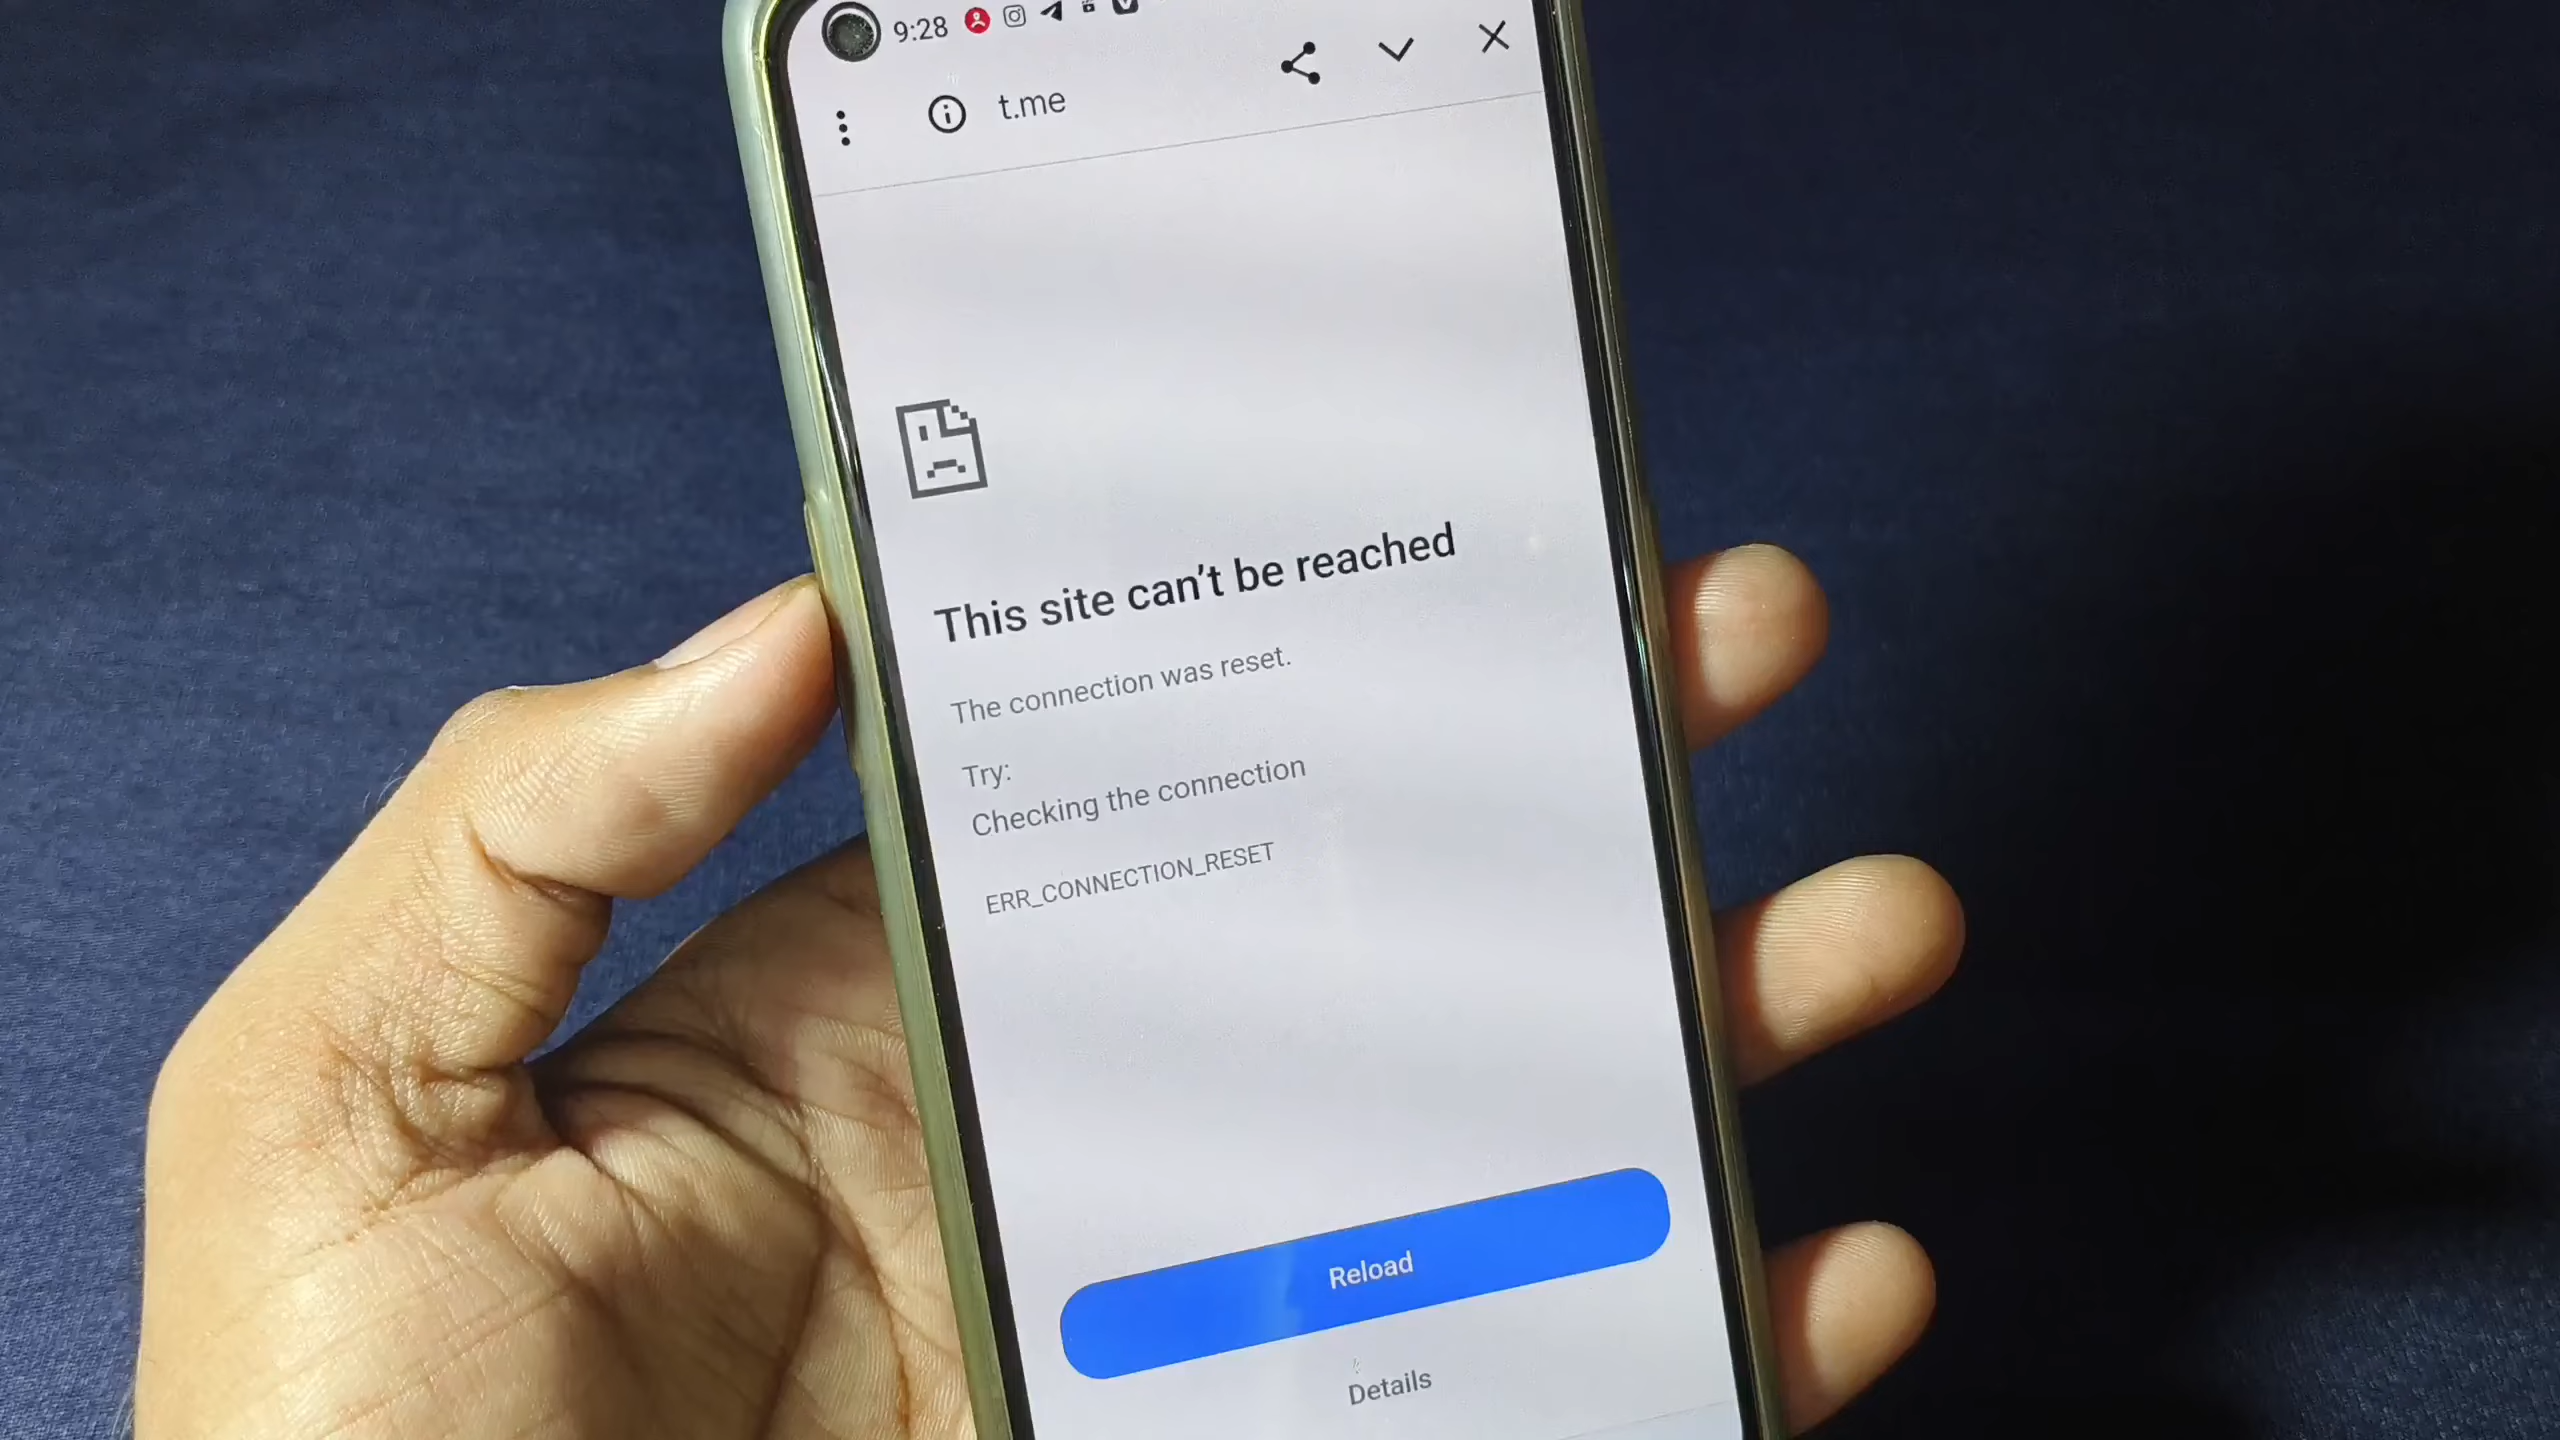 9:28
t.me
This site can't be reached
The connection was reset.
Try:
Checking the connection
ERR_CONNECTION_RESET
Reload
Details